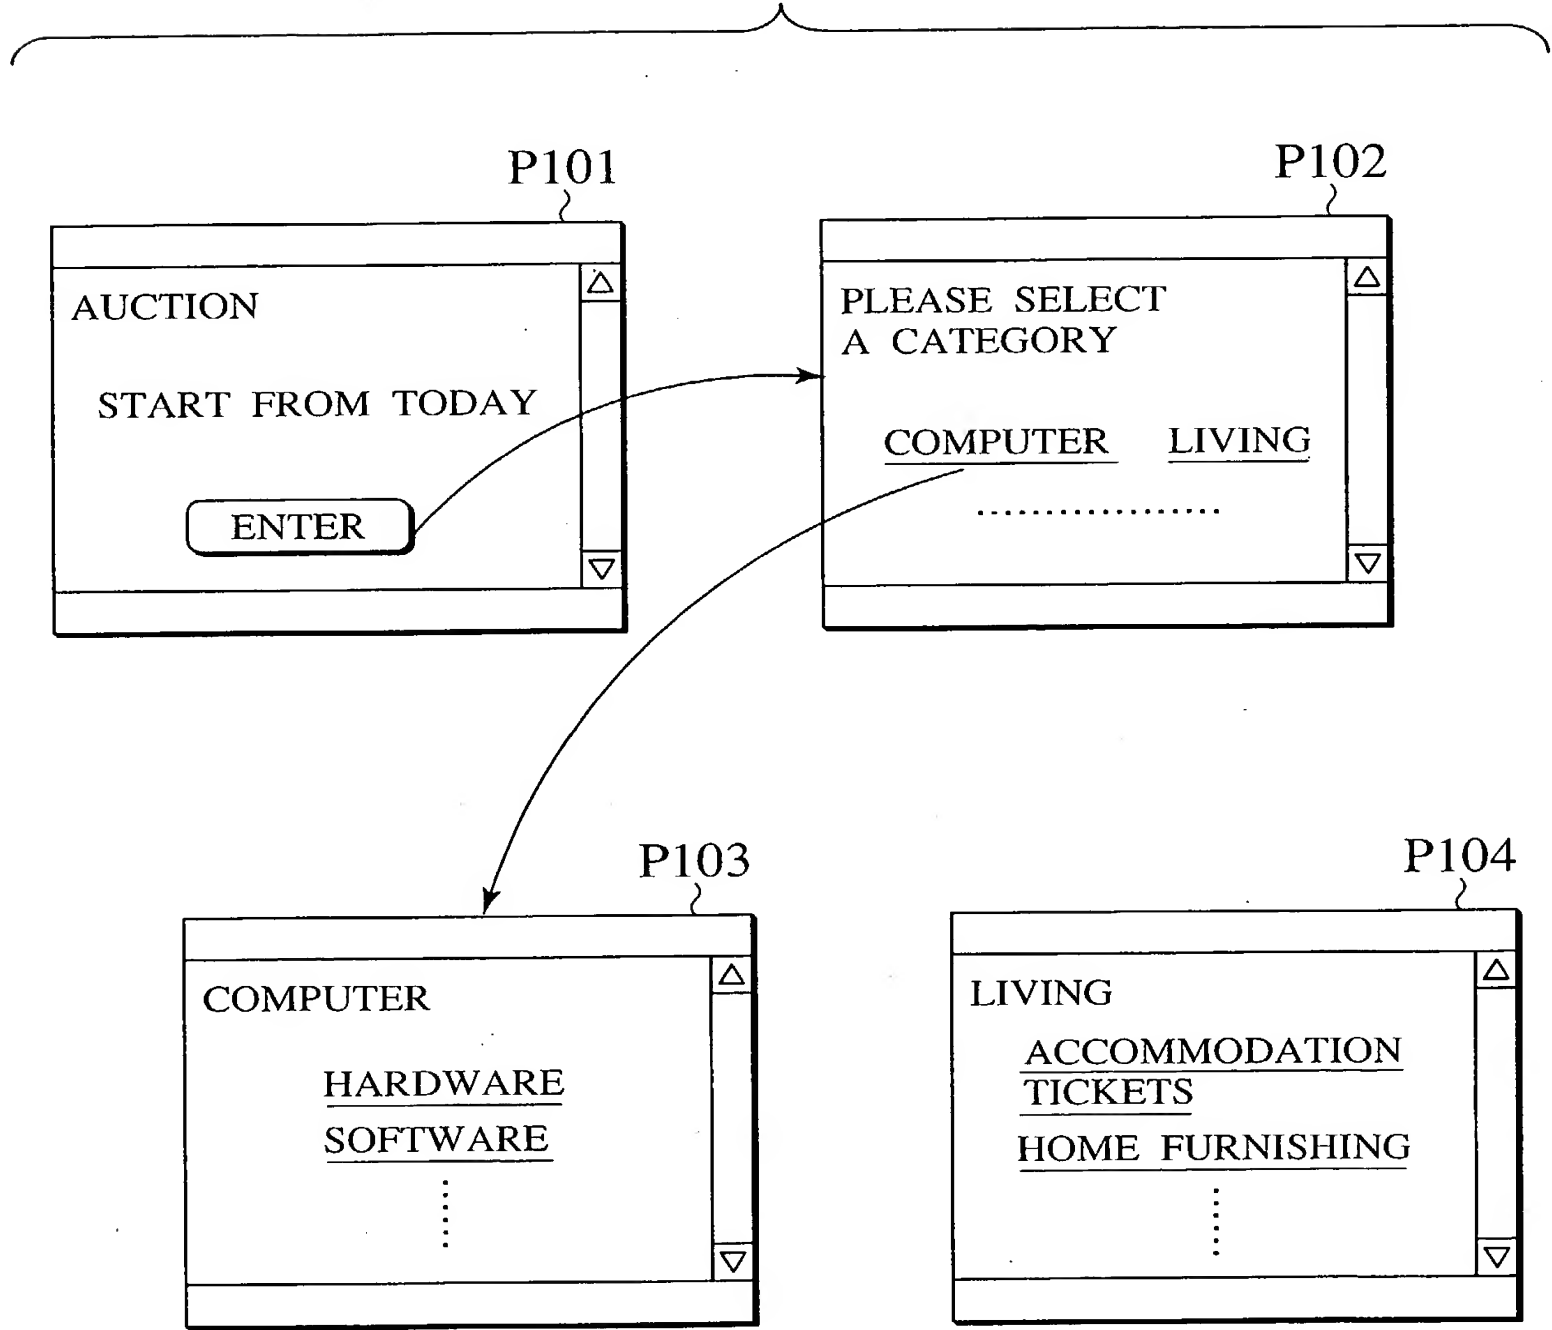 P101
AUCTION
START FROM TODAY
ENTER
P102
PLEASE SELECT
A CATEGORY
COMPUTER LIVING
P103
COMPUTER
HARDWARE
SOFTWARE
P104
LIVING
ACCOMMODATION
TICKETS
HOME FURNISHING